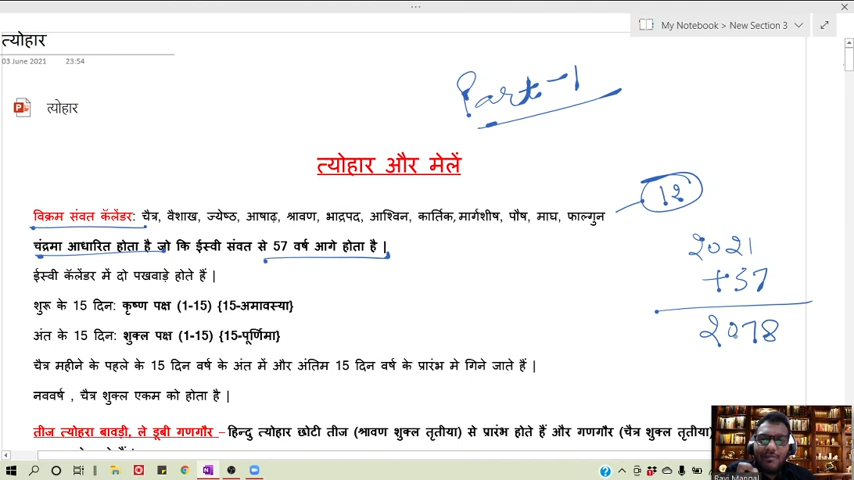 My Notebook > New Section 3
त्योहार
03 June 2021 23:54
Part-1
त्योहार
त्योहार और मेलें
विक्रम संवत कॅलेंडर: चैत्र, वैशाख, ज्येष्ठ, आषाढ़, श्रावण, भाद्रपद, आश्विन, कार्तिक,मार्गशीष, पौष, माघ, फाल्गुन
12
चंद्रमा आधारित होता है जो कि ईस्वी संवत से 57 वर्ष आगे होता है |
2021
+57
2078
ईस्वी कॅलेंडर में दो पखवाड़े होते हैं |
शुरू के 15 दिन: कृष्ण पक्ष (1-15) {15-अमावस्या}
अंत के 15 दिन: शुक्ल पक्ष (1-15) {15-पूर्णिमा}
चैत्र महीने के पहले के 15 दिन वर्ष के अंत में और अंतिम 15 दिन वर्ष के प्रारंभ मे गिने जाते हैं |
नववर्ष , चैत्र शुक्ल एकम को होता है |
तीज त्योहरा बावड़ी, ले डूबी गणगौर –हिन्दु त्योहार छोटी तीज (श्रावण शुक्ल तृतीया) से प्रारंभ होते हैं और गणगौर (चैत्र शुक्ल तृतीया)
Ravi Mangal